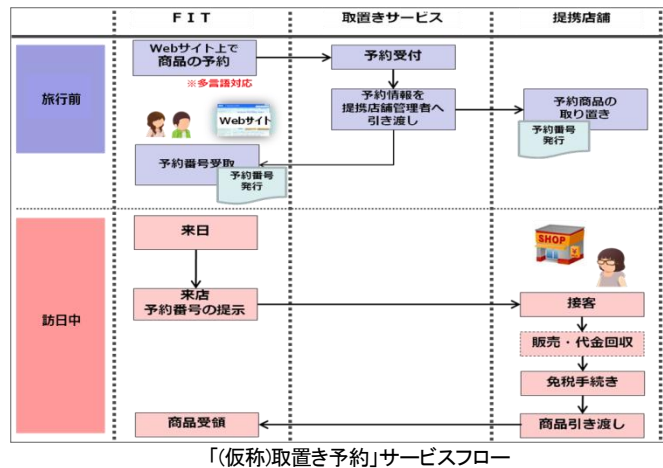 ＦＩＴ
取置きサービス
提携店舗
旅行前
Webサイト上で
商品の予約
※多言語対応
予約受付
予約情報を
提携店舗管理者へ
引き渡し
予約商品の
取り置き
予約番号
発行
Webサイト
予約番号受取
予約番号
発行
訪日中
来日
SHOP
来店
予約番号の提示
接客
販売・代金回収
免税手続き
商品受領
商品引き渡し
「(仮称)取置き予約」サービスフロー